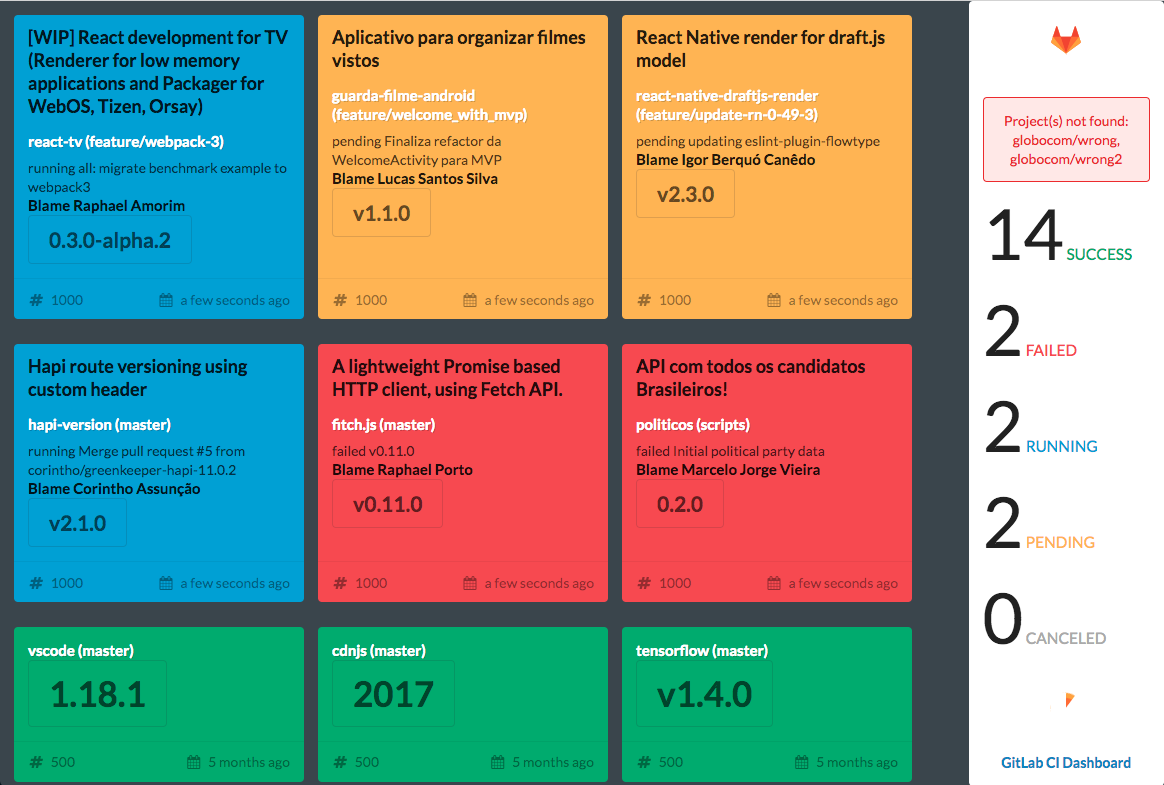 [WIP] React development for TV
(Renderer for low memory
applications and Packager for
WebOS, Tizen, Orsay)
react-tv (feature/webpack-3)
running all: migrate benchmark example to
webpack3
Blame Raphael Amorim
0.3.0-alpha.2
# 1000 a few seconds ago
Aplicativo para organizar filmes
vistos
guarda-filme-android
(feature/welcome_with_mvp)
pending Finaliza refactor da
WelcomeActivity para MVP
Blame Lucas Santos Silva
v1.1.0
# 1000 a few seconds ago
React Native render for draft.js
model
react-native-draftjs-render
(feature/update-rn-0-49-3)
pending updating eslint-plugin-flowtype
Blame Igor Berquó Canêdo
v2.3.0
# 1000 a few seconds ago
Hapi route versioning using
custom header
hapi-version (master)
running Merge pull request #5 from
corintho/greenkeeper-hapi-11.0.2
Blame Corintho Assunção
v2.1.0
# 1000 a few seconds ago
A lightweight Promise based
HTTP client, using Fetch API.
fitch.js (master)
failed v0.11.0
Blame Raphael Porto
v0.11.0
# 1000 a few seconds ago
API com todos os candidatos
Brasileiros!
politicos (scripts)
failed Initial political party data
Blame Marcelo Jorge Vieira
0.2.0
# 1000 a few seconds ago
vscode (master)
1.18.1
# 500 5 months ago
cdnjs (master)
2017
# 500 5 months ago
tensorflow (master)
v1.4.0
# 500 5 months ago
Project(s) not found:
globocom/wrong,
globocom/wrong2
14 SUCCESS
2 FAILED
2 RUNNING
2 PENDING
0 CANCELED
GitLab CI Dashboard